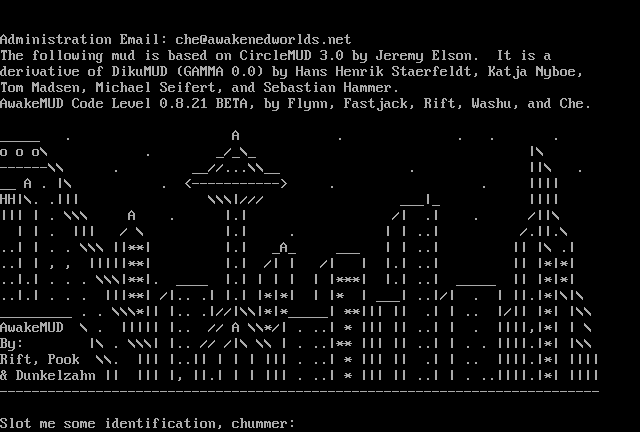 Administration Email: che@awakenedworlds.net
The following mud is based on CircleMUD 3.0 by Jeremy Elson.  It is a
derivative of DikuMUD (GAMMA 0.0) by Hans Henrik Staerfeldt, Katja Nyboe,
Tom Madsen, Michael Seifert, and Sebastian Hammer.
AwakeMUD Code Level 0.8.21 BETA, by Flynn, Fastjack, Rift, Washu, and Che.
AwakeMUD
By:
Rift, Pook
& Dunkelzahn
Slot me some identification, chummer: